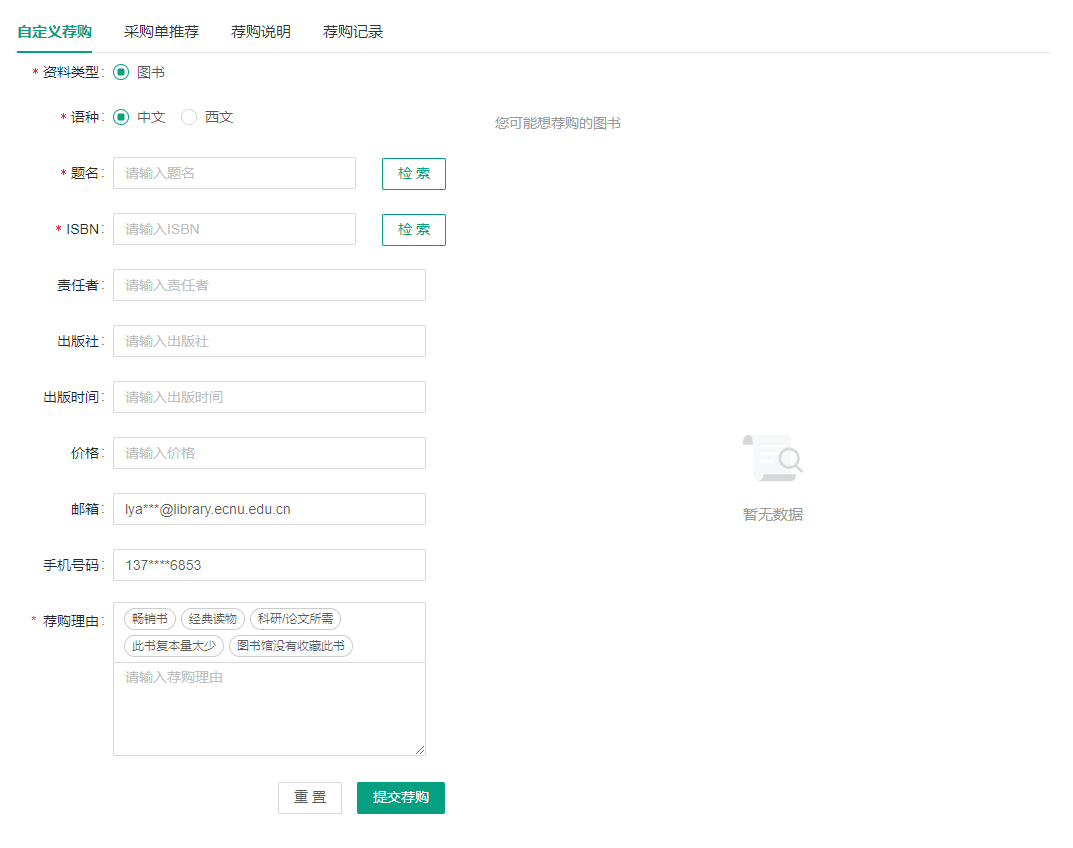 自定义荐购 采购单推荐 荐购说明 荐购记录
* 资料类型: 图书
* 语种: 中文 西文
您可能想荐购的图书
* 题名: 请输入题名 检 索
* ISBN: 请输入ISBN 检 索
责任者: 请输入责任者
出版社: 请输入出版社
出版时间: 请输入出版时间
价格: 请输入价格
邮箱: lya***@library.ecnu.edu.cn
暂无数据
手机号码: 137****6853
* 荐购理由: 畅销书 经典读物 科研/论文所需
此书复本量太少 图书馆没有收藏此书
请输入荐购理由
重 置 提交荐购